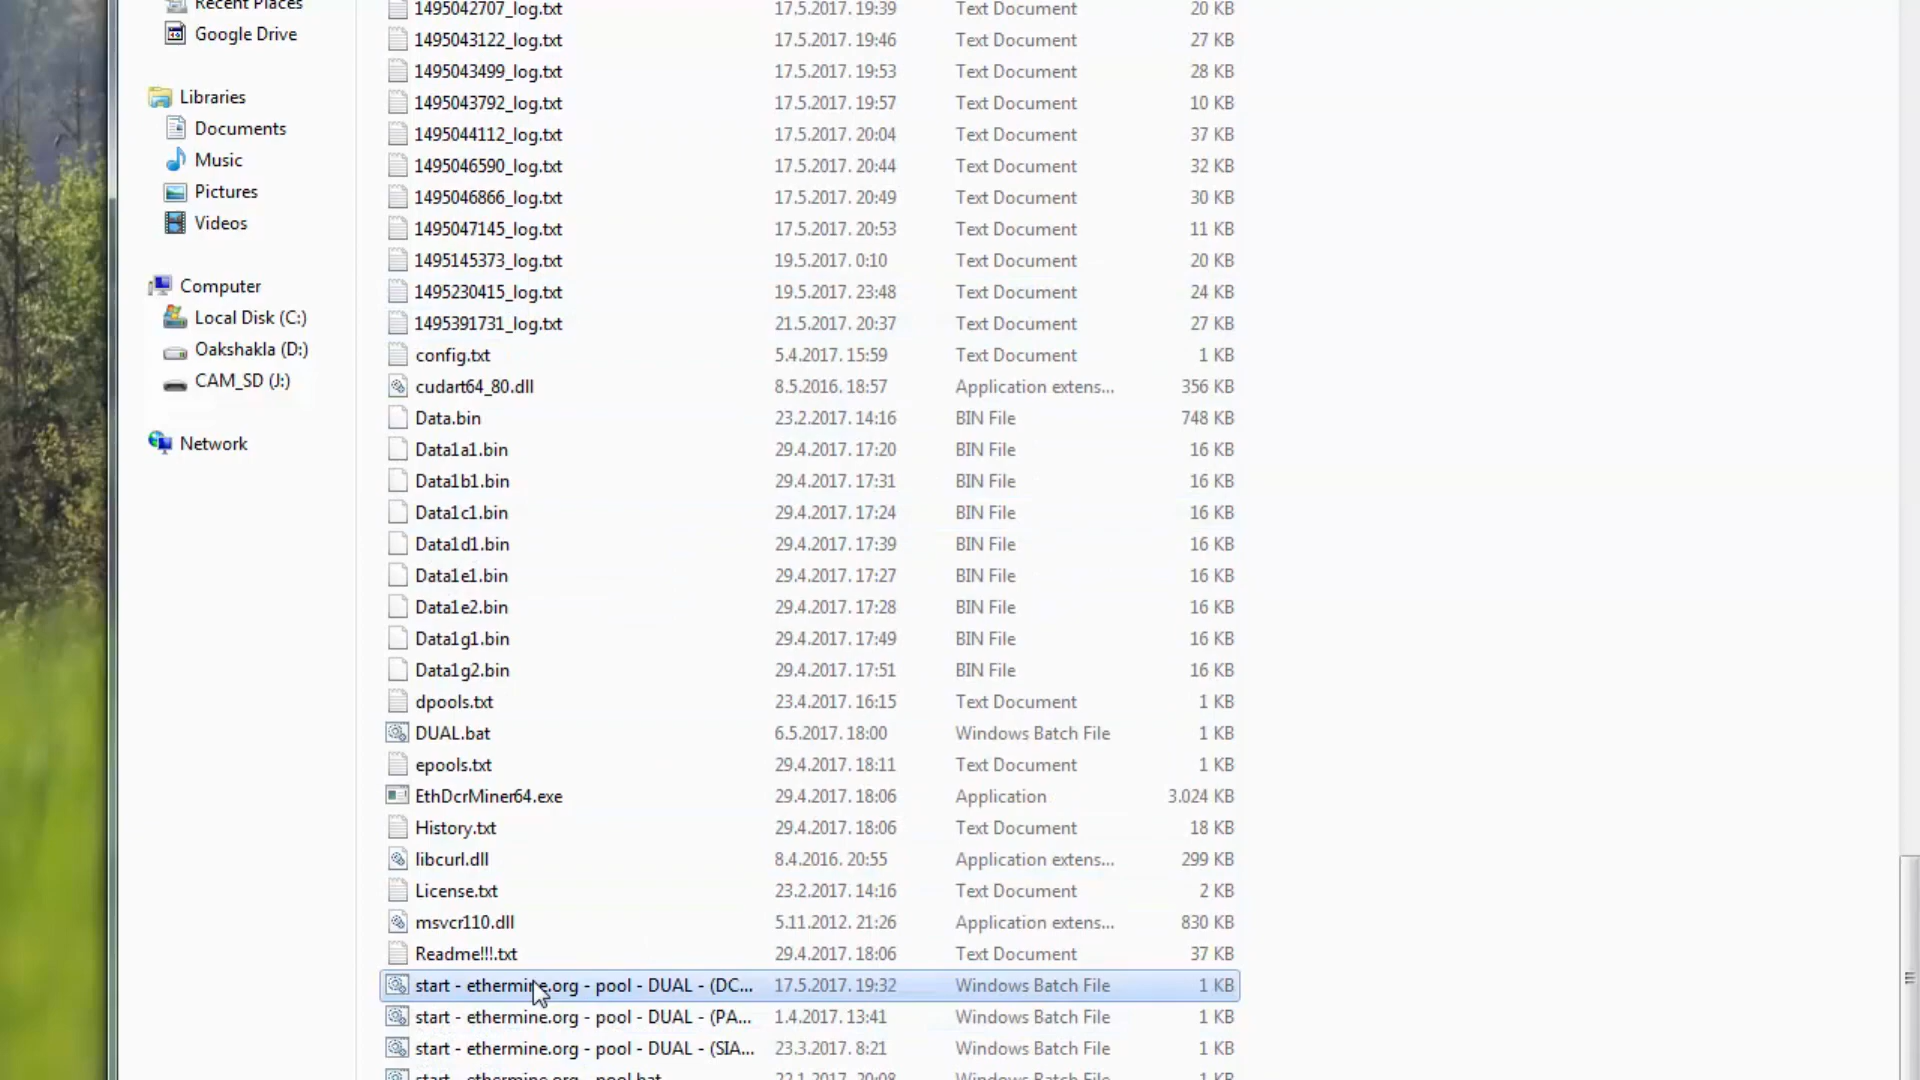 Recent Places
Google Drive
Libraries
Documents
Music
Pictures
Videos
Computer
Local Disk (C:)
Oakshakla (D:)
CAM_SD (J:)
Network
1495042707_log.txt 17.5.2017. 19:39 Text Document 20 KB
1495043122_log.txt 17.5.2017. 19:46 Text Document 27 KB
1495043499_log.txt 17.5.2017. 19:53 Text Document 28 KB
1495043792_log.txt 17.5.2017. 19:57 Text Document 10 KB
1495044112_log.txt 17.5.2017. 20:04 Text Document 37 KB
1495046590_log.txt 17.5.2017. 20:44 Text Document 32 KB
1495046866_log.txt 17.5.2017. 20:49 Text Document 30 KB
1495047145_log.txt 17.5.2017. 20:53 Text Document 11 KB
1495145373_log.txt 19.5.2017. 0:10 Text Document 20 KB
1495230415_log.txt 19.5.2017. 23:48 Text Document 24 KB
1495391731_log.txt 21.5.2017. 20:37 Text Document 27 KB
config.txt 5.4.2017. 15:59 Text Document 1 KB
cudart64_80.dll 8.5.2016. 18:57 Application extens... 356 KB
Data.bin 23.2.2017. 14:16 BIN File 748 KB
Data1a1.bin 29.4.2017. 17:20 BIN File 16 KB
Data1b1.bin 29.4.2017. 17:31 BIN File 16 KB
Data1c1.bin 29.4.2017. 17:24 BIN File 16 KB
Data1d1.bin 29.4.2017. 17:39 BIN File 16 KB
Data1e1.bin 29.4.2017. 17:27 BIN File 16 KB
Data1e2.bin 29.4.2017. 17:28 BIN File 16 KB
Data1g1.bin 29.4.2017. 17:49 BIN File 16 KB
Data1g2.bin 29.4.2017. 17:51 BIN File 16 KB
dpools.txt 23.4.2017. 16:15 Text Document 1 KB
DUAL.bat 6.5.2017. 18:00 Windows Batch File 1 KB
epools.txt 29.4.2017. 18:11 Text Document 1 KB
EthDcrMiner64.exe 29.4.2017. 18:06 Application 3.024 KB
History.txt 29.4.2017. 18:06 Text Document 18 KB
libcurl.dll 8.4.2016. 20:55 Application extens... 299 KB
License.txt 23.2.2017. 14:16 Text Document 2 KB
msvcr110.dll 5.11.2012. 21:26 Application extens... 830 KB
Readme!!!.txt 29.4.2017. 18:06 Text Document 37 KB
start - ethermine.org - pool - DUAL - (DC... 17.5.2017. 19:32 Windows Batch File 1 KB
start - ethermine.org - pool - DUAL - (PA... 1.4.2017. 13:41 Windows Batch File 1 KB
start - ethermine.org - pool - DUAL - (SIA... 23.3.2017. 8:21 Windows Batch File 1 KB
start - ethermine.org - pool.bat 22.1.2017. 20:08 Windows Batch File 1 KB